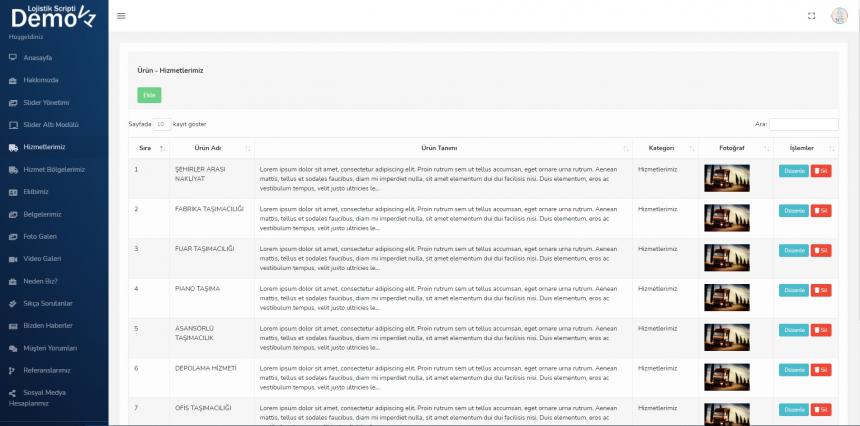 Lojistik Scripti
Demo
Hoşgeldiniz
Anasayfa
Hakkımızda
Slider Yönetimi
Slider Altı Modülü
Hizmetlerimiz
Hizmet Bölgelerimiz
Ekibimiz
Belgelerimiz
Foto Galeri
Video Galeri
Neden Biz?
Sıkça Sorulanlar
Bizden Haberler
Müşteri Yorumları
Referanslarımız
Sosyal Medya
Hesaplarımız
Ürün - Hizmetlerimiz
Ekle
Sayfada 10 kayıt göster
Ara:
Sıra Ürün Adı Ürün Tanımı Kategori Fotoğraf İşlemler
1 ŞEHİRLER ARASI NAKLİYAT Lorem ipsum dolor sit amet, consectetur adipiscing elit. Proin rutrum sem ut tellus accumsan, eget ornare urna rutrum. Aenean Hizmetlerimiz Düzenle Sil
mattis, tellus et sodales faucibus, diam mi imperdiet nulla, sit amet elementum dui dui facilisis nisi. Duis elementum, eros ac
vestibulum tempus, velit justo ultricies le...
2 FABRİKA TAŞIMACILIĞI Lorem ipsum dolor sit amet, consectetur adipiscing elit. Proin rutrum sem ut tellus accumsan, eget ornare urna rutrum. Aenean Hizmetlerimiz Düzenle Sil
mattis, tellus et sodales faucibus, diam mi imperdiet nulla, sit amet elementum dui dui facilisis nisi. Duis elementum, eros ac
vestibulum tempus, velit justo ultricies le...
3 FUAR TAŞIMACILIĞI Lorem ipsum dolor sit amet, consectetur adipiscing elit. Proin rutrum sem ut tellus accumsan, eget ornare urna rutrum. Aenean Hizmetlerimiz Düzenle Sil
mattis, tellus et sodales faucibus, diam mi imperdiet nulla, sit amet elementum dui dui facilisis nisi. Duis elementum, eros ac
vestibulum tempus, velit justo ultricies le...
4 PİANO TAŞIMA Lorem ipsum dolor sit amet, consectetur adipiscing elit. Proin rutrum sem ut tellus accumsan, eget ornare urna rutrum. Aenean Hizmetlerimiz Düzenle Sil
mattis, tellus et sodales faucibus, diam mi imperdiet nulla, sit amet elementum dui dui facilisis nisi. Duis elementum, eros ac
vestibulum tempus, velit justo ultricies le...
5 ASANSÖRLÜ TAŞIMACILIK Lorem ipsum dolor sit amet, consectetur adipiscing elit. Proin rutrum sem ut tellus accumsan, eget ornare urna rutrum. Aenean Hizmetlerimiz Düzenle Sil
mattis, tellus et sodales faucibus, diam mi imperdiet nulla, sit amet elementum dui dui facilisis nisi. Duis elementum, eros ac
vestibulum tempus, velit justo ultricies le...
6 DEPOLAMA HİZMETİ Lorem ipsum dolor sit amet, consectetur adipiscing elit. Proin rutrum sem ut tellus accumsan, eget ornare urna rutrum. Aenean Hizmetlerimiz Düzenle Sil
mattis, tellus et sodales faucibus, diam mi imperdiet nulla, sit amet elementum dui dui facilisis nisi. Duis elementum, eros ac
vestibulum tempus, velit justo ultricies le...
7 OFİS TAŞIMACILIĞI Lorem ipsum dolor sit amet, consectetur adipiscing elit. Proin rutrum sem ut tellus accumsan, eget ornare urna rutrum. Aenean Hizmetlerimiz Düzenle Sil
mattis, tellus et sodales faucibus, diam mi imperdiet nulla, sit amet elementum dui dui facilisis nisi. Duis elementum, eros ac